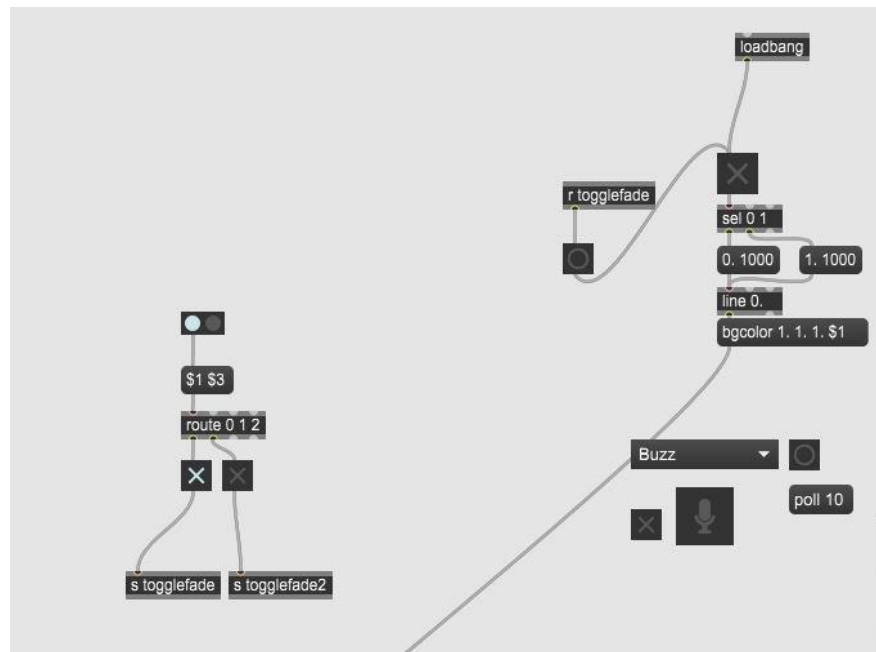 loadbang
r togglefade
sel 0 1
0. 1000
1. 1000
line 0.
bgcolor 1. 1. 1. $1
$1 $3
route 0 1 2
Buzz
poll 10
s togglefade
s togglefade2